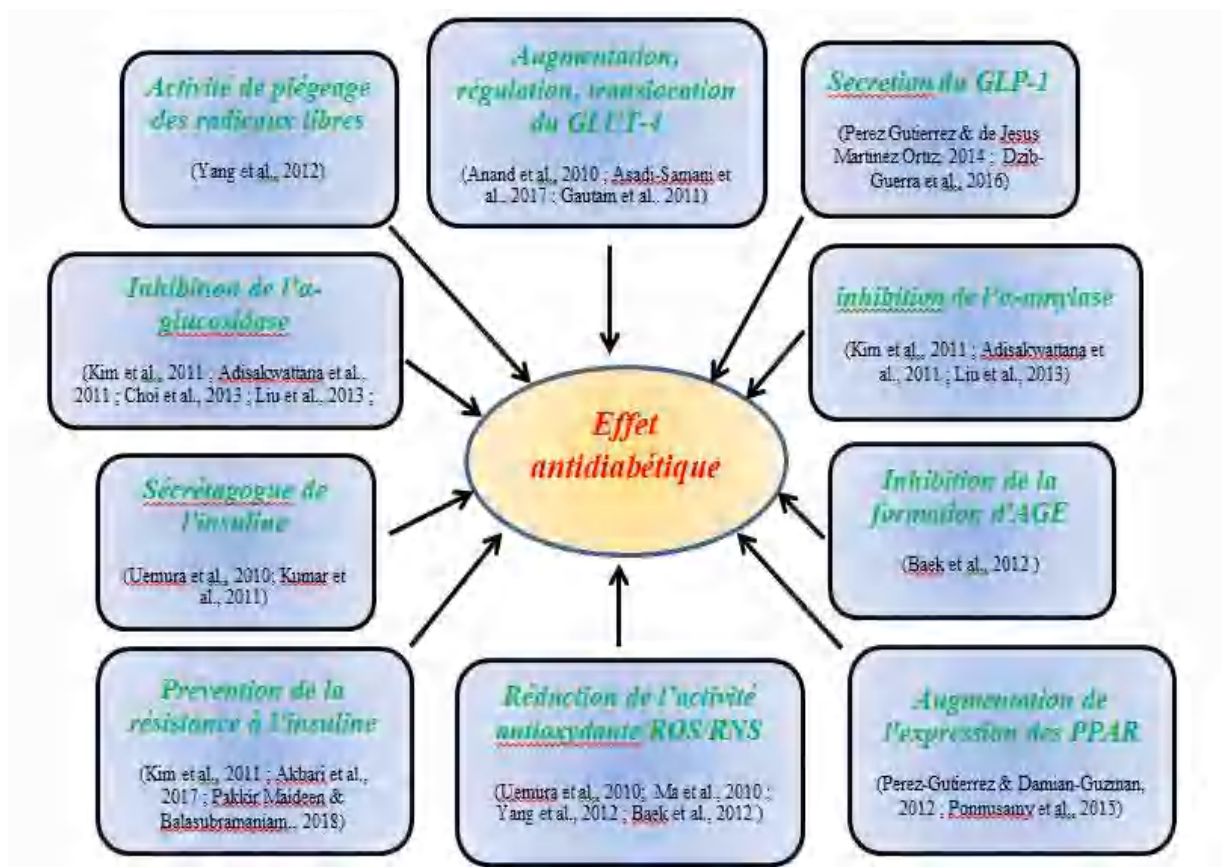 Activité de piégeage
des radicaux libres
(Yang et al., 2012)
Augmentation,
régulation, translocation
du GLUT-4
(Anand et al., 2010 ; Asadi-Samani et
al., 2017 ; Gautam et al., 2011)
Secretion du GLP-1
(Perez Gutierrez & de Jesus
Martinez Ortiz, 2014 ; Dzib-
Guerra et al., 2016)
Inhibition de l'α-
glucosidase
(Kim et al., 2011 ; Adisakwattana et al.,
2011 ; Choi et al., 2013 ; Liu et al., 2013 ;
inhibition de l'α-amylase
(Kim et al., 2011 ; Adisakwattana et
al., 2011 ; Liu et al., 2013)
Effet
antidiabétique
Sécrétagogue de
l'insuline
(Uemura et al., 2010; Kumar et
al., 2011)
Inhibition de la
formation d'AGE
(Baek et al., 2012 )
Prevention de la
résistance à l'insuline
(Kim et al., 2011 ; Akbari et al.,
2017 ; Pakkir Maideen &
Balasubramaniam., 2018)
Réduction de l'activité
antioxydante ROS/RNS
(Uemura et al., 2010; Ma et al., 2010 ;
Yang et al., 2012 ; Baek et al., 2012 )
Augmentation de
l'expression des PPAR
(Perez-Gutierrez & Damian-Guzman,
2012 ; Ponnusamy et al., 2015)